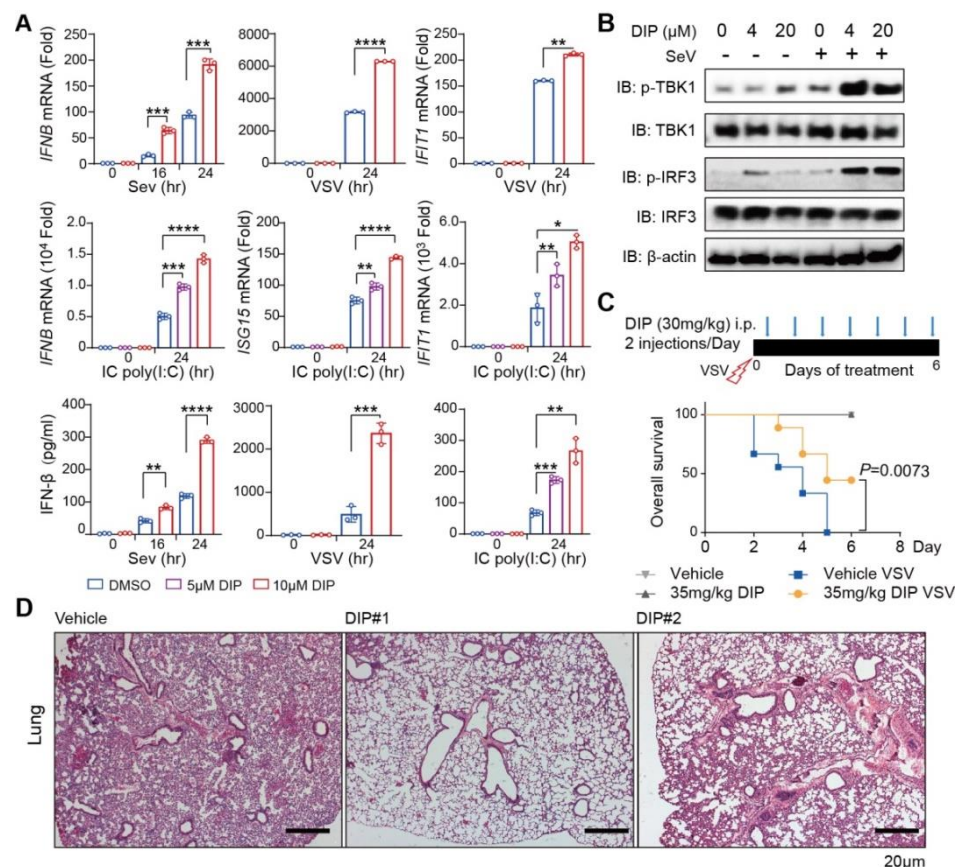 A
IFNB mRNA (Fold)
200
150
100
50
0
***
***
0 16 24
Sev (hr)
IFNB mRNA (Fold)
8000
6000
4000
2000
0
****
0 24
VSV (hr)
IFIT1 mRNA (Fold)
250
200
150
100
50
0
**
0 24
VSV (hr)
IFNB mRNA (10⁴ Fold)
2.0
1.5
1.0
0.5
0
****
***
0 24
IC poly(I:C) (hr)
ISG15 mRNA (Fold)
200
150
100
50
0
****
**
0 24
IC poly(I:C) (hr)
IFIT1 mRNA (10³ Fold)
6.0
4.0
2.0
0
*
**
0 24
IC poly(I:C) (hr)
IFN-β (pg/ml)
400
300
200
100
0
**
****
0 16 24
Sev (hr)
3000
2000
1000
0
***
0 24
VSV (hr)
400
300
200
100
0
**
***
0 24
IC poly(I:C) (hr)
DMSO 5μM DIP 10μM DIP
B
DIP (μM) 0 4 20 0 4 20
SeV - - - + + +
IB: p-TBK1
IB: TBK1
IB: p-IRF3
IB: IRF3
IB: β-actin
C
DIP (30mg/kg) i.p.
2 injections/Day
VSV 0 Days of treatment 6
Overall survival
100
50
0
P=0.0073
0 2 4 6 8 Day
Vehicle Vehicle VSV
35mg/kg DIP 35mg/kg DIP VSV
D
Vehicle DIP#1 DIP#2
Lung
20μm